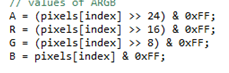 // values of ARGB
A = (pixels[index] >> 24) & 0xFF;
R = (pixels[index] >> 16) & 0xFF;
G = (pixels[index] >> 8) & 0xFF;
B = pixels[index] & 0xFF;